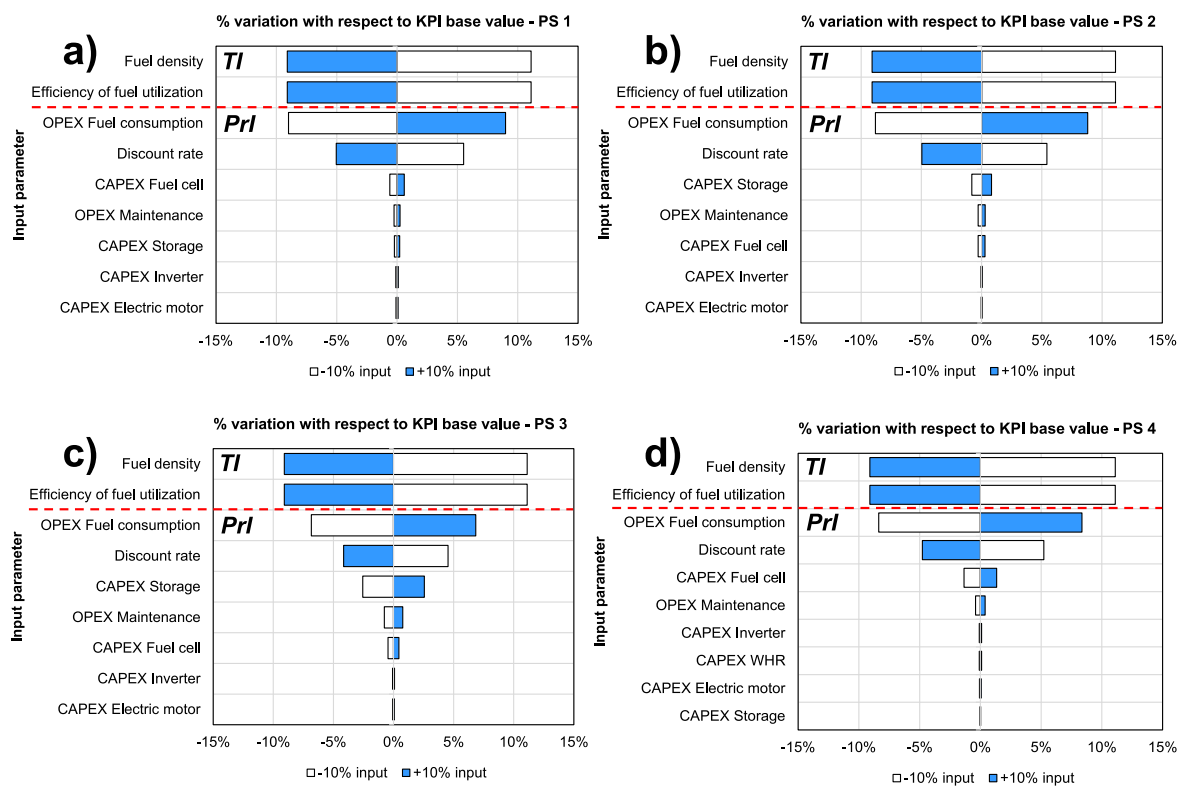 % variation with respect to KPI base value - PS 1
a)
Input parameter
Fuel density
TI
Efficiency of fuel utilization
OPEX Fuel consumption
PrI
Discount rate
CAPEX Fuel cell
OPEX Maintenance
CAPEX Storage
CAPEX Inverter
CAPEX Electric motor
-15% -10% -5% 0% 5% 10% 15%
-10% input +10% input
% variation with respect to KPI base value - PS 2
b)
Input parameter
Fuel density
TI
Efficiency of fuel utilization
OPEX Fuel consumption
PrI
Discount rate
CAPEX Storage
OPEX Maintenance
CAPEX Fuel cell
CAPEX Inverter
CAPEX Electric motor
-15% -10% -5% 0% 5% 10% 15%
-10% input +10% input
% variation with respect to KPI base value - PS 3
c)
Input parameter
Fuel density
TI
Efficiency of fuel utilization
OPEX Fuel consumption
PrI
Discount rate
CAPEX Storage
OPEX Maintenance
CAPEX Fuel cell
CAPEX Inverter
CAPEX Electric motor
-15% -10% -5% 0% 5% 10% 15%
-10% input +10% input
% variation with respect to KPI base value - PS 4
d)
Input parameter
Fuel density
TI
Efficiency of fuel utilization
OPEX Fuel consumption
PrI
Discount rate
CAPEX Fuel cell
OPEX Maintenance
CAPEX Inverter
CAPEX WHR
CAPEX Electric motor
CAPEX Storage
-15% -10% -5% 0% 5% 10% 15%
-10% input +10% input